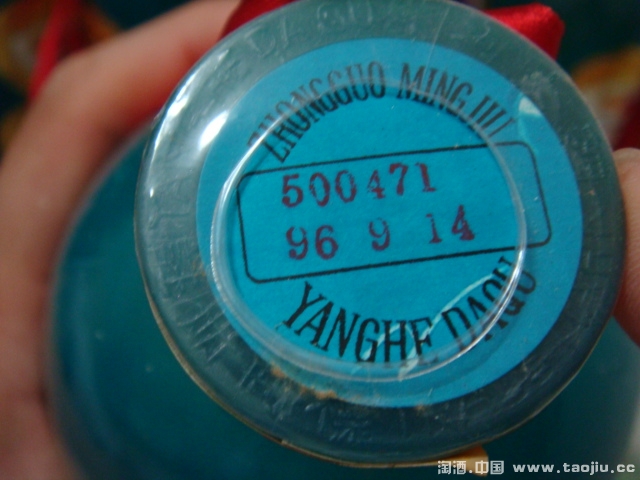 ZHONGGUO MING JIU
500471
96 9 14
YANGHE DAQU
淘酒.中国 www.taojiu.cc